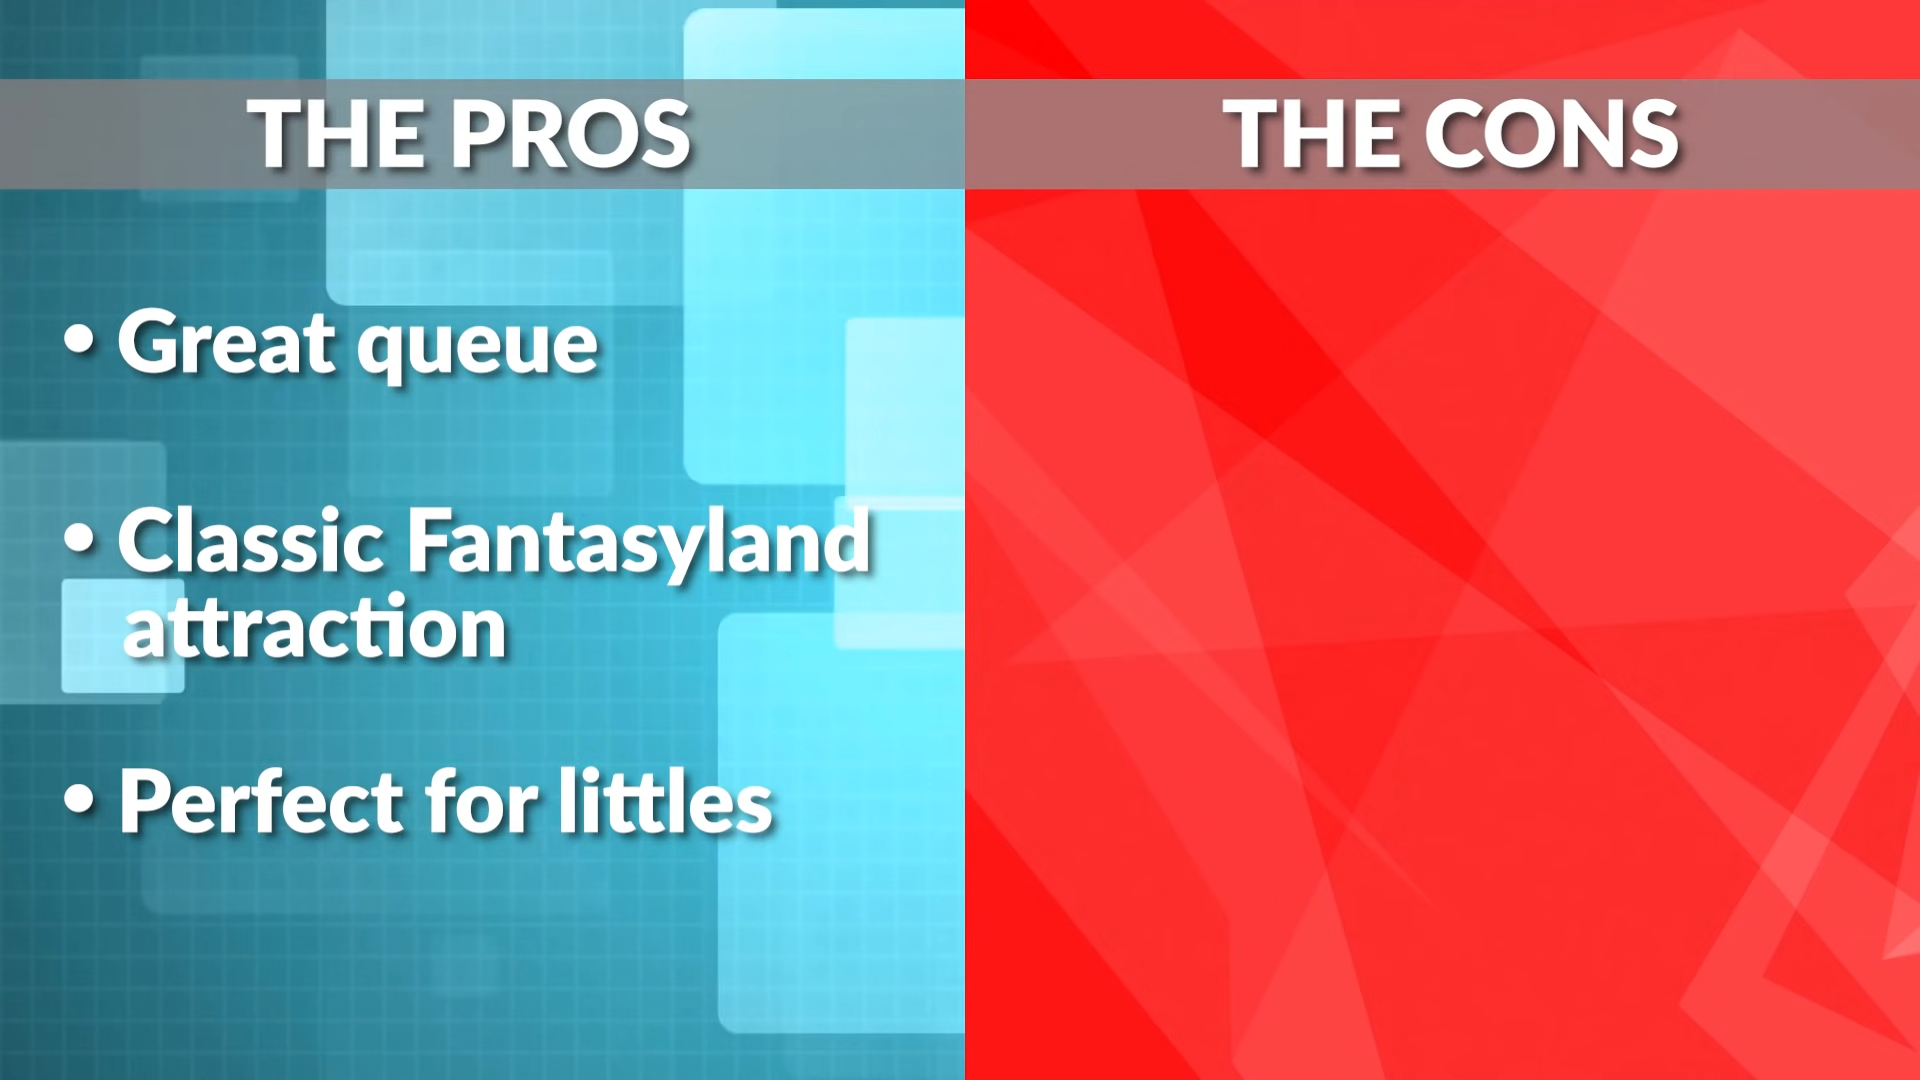 THE PROS
• Great queue
• Classic Fantasyland
attraction
• Perfect for littles
THE CONS